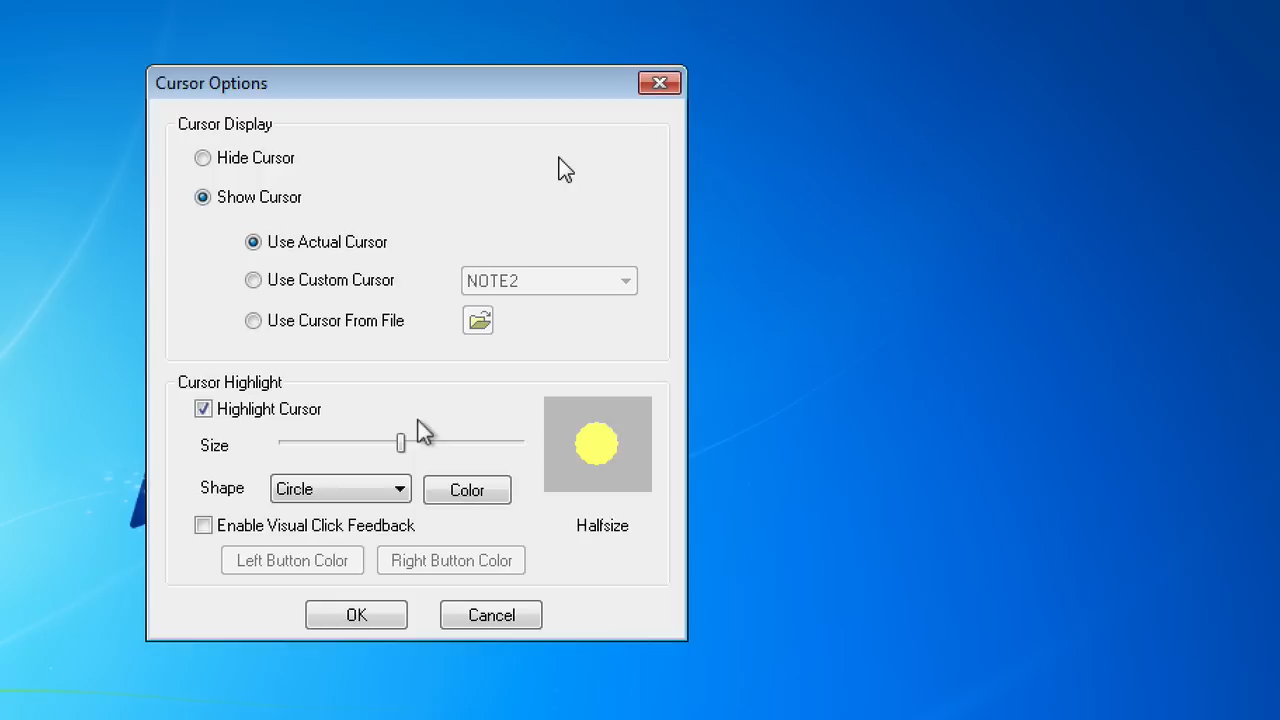 Cursor Options
Cursor Display
Hide Cursor
Show Cursor
Use Actual Cursor
Use Custom Cursor NOTE2
Use Cursor From File
Cursor Highlight
Highlight Cursor
Size
Shape Circle Color
Enable Visual Click Feedback Halfsize
Left Button Color Right Button Color
OK Cancel